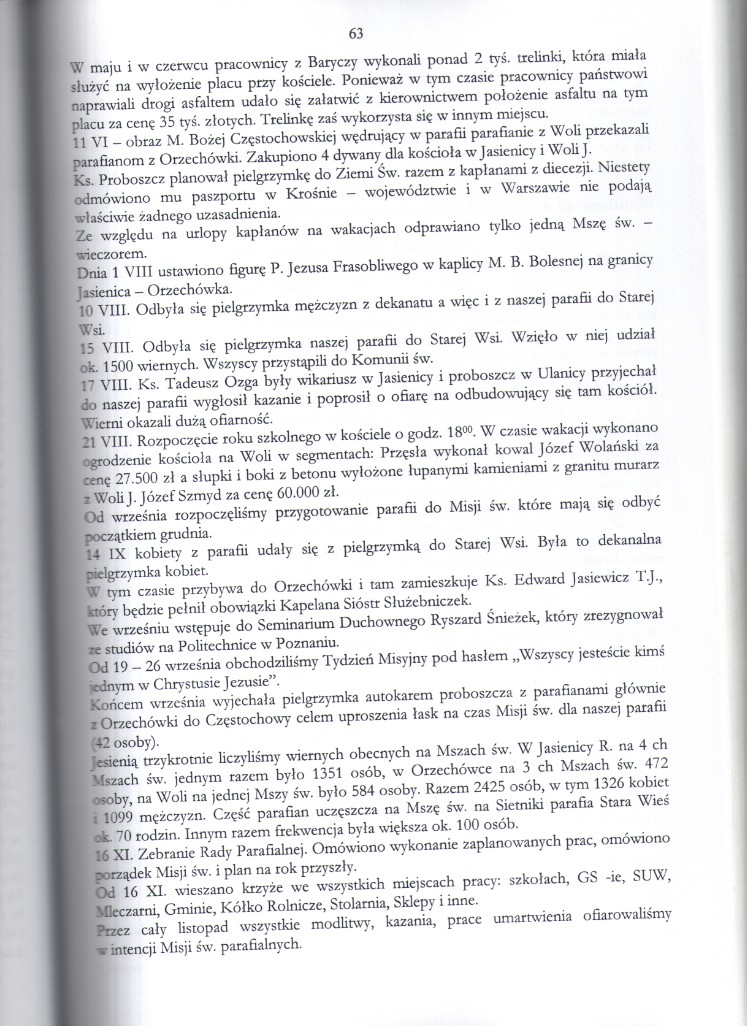 63
W maju i w czerwcu pracownicy z Baryczy wykonali ponad 2 tyś. trelinki, która miała
służyć na wyłożenie placu przy kościele. Ponieważ w tym czasie pracownicy państwowi
naprawiali drogi asfaltem udało się załatwić z kierownictwem położenie asfaltu na tym
placu za cenę 35 tyś. złotych. Trelinkę zaś wykorzysta się w innym miejscu.
11 VI – obraz M. Bożej Częstochowskiej wędrujący w parafii parafianie z Woli przekazali
parafianom z Orzechówki. Zakupiono 4 dywany dla kościoła w Jasienicy i Woli J.
Ks. Proboszcz planował pielgrzymkę do Ziemi Św. razem z kapłanami z diecezji. Niestety
odmówiono mu paszportu w Krośnie – województwie i w Warszawie nie podają
właściwie żadnego uzasadnienia.
Ze względu na urlopy kapłanów na wakacjach odprawiano tylko jedną Mszę św. –
wieczorem.
Dnia 1 VIII ustawiono figurę P. Jezusa Frasobliwego w kaplicy M. B. Bolesnej na granicy
Jasienica – Orzechówka.
10 VIII. Odbyła się pielgrzymka mężczyzn z dekanatu a więc i z naszej parafii do Starej
Wsi.
15 VIII. Odbyła się pielgrzymka naszej parafii do Starej Wsi. Wzięło w niej udział
ok. 1500 wiernych. Wszyscy przystąpili do Komunii św.
17 VIII. Ks. Tadeusz Ozga były wikariusz w Jasienicy i proboszcz w Ulanicy przyjechał
do naszej parafii wygłosił kazanie i poprosił o ofiarę na odbudowujący się tam kościół.
Wierni okazali dużą ofiarność.
21 VIII. Rozpoczęcie roku szkolnego w kościele o godz. 18⁰⁰. W czasie wakacji wykonano
ogrodzenie kościoła na Woli w segmentach: Przęsła wykonał kowal Józef Wolański za
cenę 27.500 zł a słupki i boki z betonu wyłożone łupanymi kamieniami z granitu murarz
z Woli J. Józef Szmyd za cenę 60.000 zł.
Od września rozpoczęliśmy przygotowanie parafii do Misji św. które mają się odbyć
początkiem grudnia.
14 IX kobiety z parafii udały się z pielgrzymką do Starej Wsi. Była to dekanalna
pielgrzymka kobiet.
W tym czasie przybywa do Orzechówki i tam zamieszkuje Ks. Edward Jasiewicz T.J.,
który będzie pełnił obowiązki Kapelana Sióstr Służebniczek.
We wrześniu wstępuje do Seminarium Duchownego Ryszard Śnieżek, który zrezygnował
ze studiów na Politechnice w Poznaniu.
Od 19 – 26 września obchodziliśmy Tydzień Misyjny pod hasłem „Wszyscy jesteście kimś
jednym w Chrystusie Jezusie”.
Końcem września wyjechała pielgrzymka autokarem proboszcza z parafianami głównie
z Orzechówki do Częstochowy celem uproszenia łask na czas Misji św. dla naszej parafii
(42 osoby).
Jesienią trzykrotnie liczyliśmy wiernych obecnych na Mszach św. W Jasienicy R. na 4 ch
Mszach św. jednym razem było 1351 osób, w Orzechówce na 3 ch Mszach św. 472
osoby, na Woli na jednej Mszy św. było 584 osoby. Razem 2425 osób, w tym 1326 kobiet
i 1099 mężczyzn. Część parafian uczęszcza na Mszę św. na Sietniki parafia Stara Wieś
ok. 70 rodzin. Innym razem frekwencja była większa ok. 100 osób.
16 XI. Zebranie Rady Parafialnej. Omówiono wykonanie zaplanowanych prac, omówiono
porządek Misji św. i plan na rok przyszły.
Od 16 XI. wieszano krzyże we wszystkich miejscach pracy: szkołach, GS -ie, SUW,
Mleczarni, Gminie, Kółko Rolnicze, Stolarnia, Sklepy i inne.
Przez cały listopad wszystkie modlitwy, kazania, prace umartwienia ofiarowaliśmy
w intencji Misji św. parafialnych.